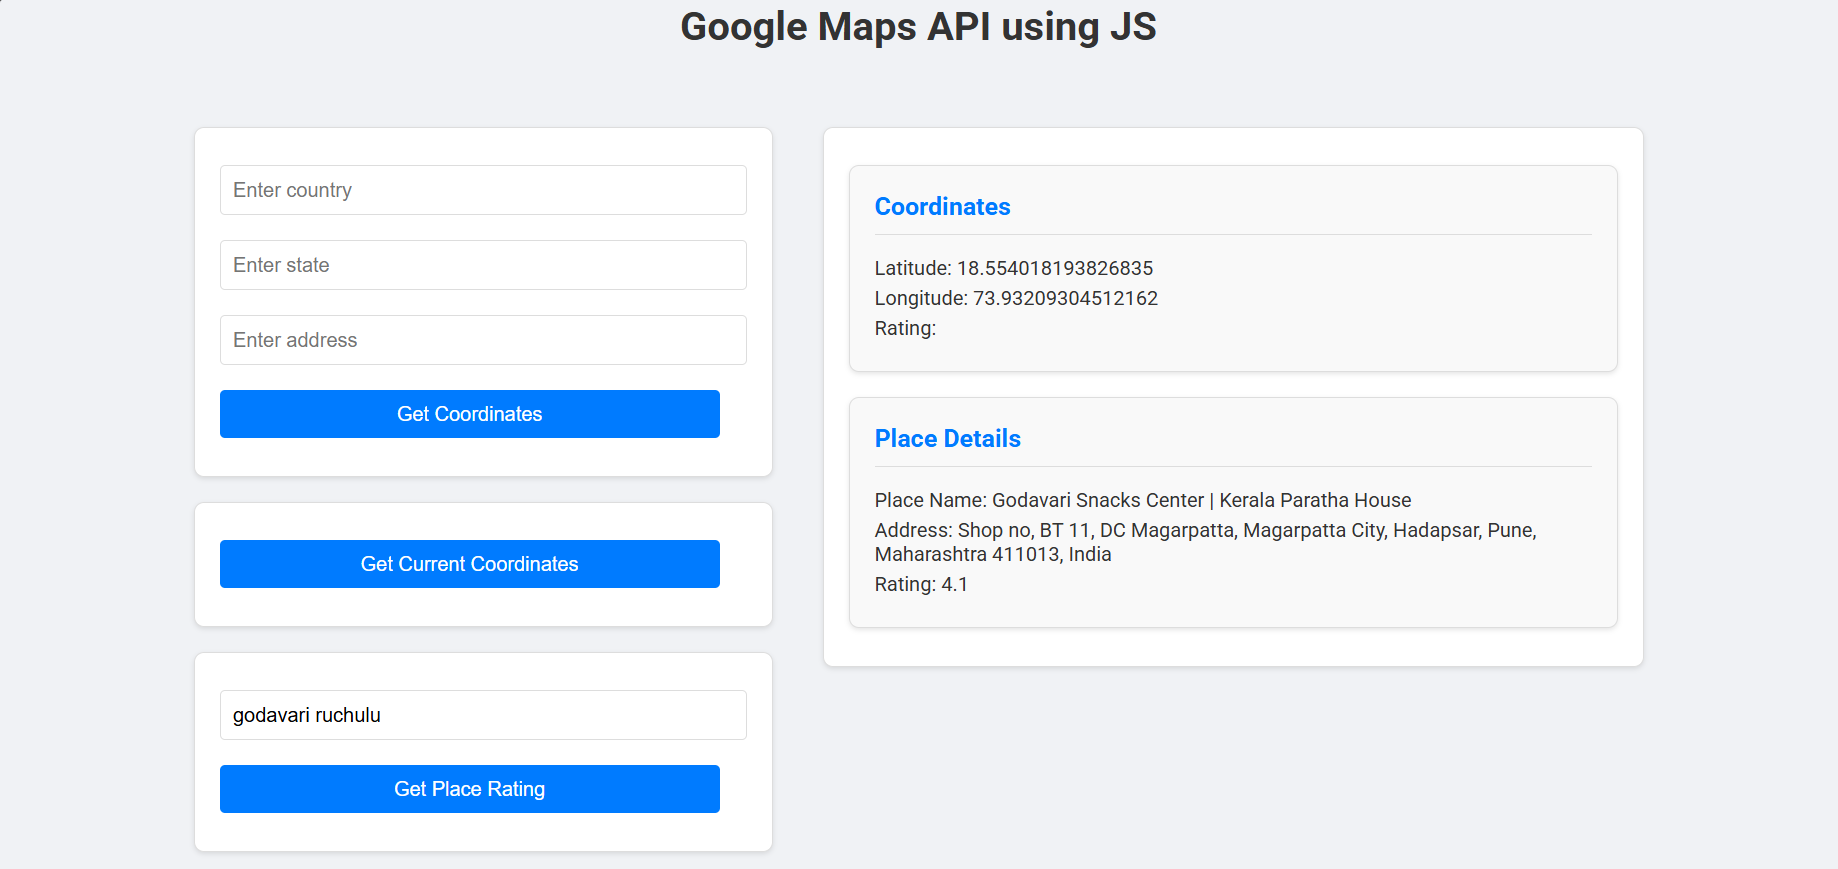 Google Maps API using JS
Enter country
Enter state
Enter address
Get Coordinates
Get Current Coordinates
godavari ruchulu
Get Place Rating
Coordinates
Latitude: 18.554018193826835
Longitude: 73.93209304512162
Rating:
Place Details
Place Name: Godavari Snacks Center | Kerala Paratha House
Address: Shop no, BT 11, DC Magarpatta, Magarpatta City, Hadapsar, Pune,
Maharashtra 411013, India
Rating: 4.1